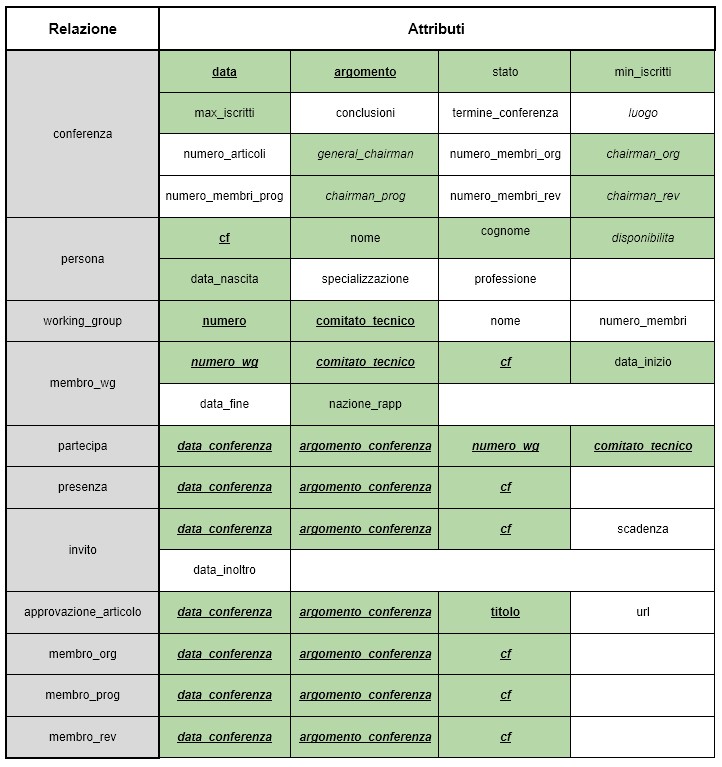 Relazione Attributi
conferenza
data argomento stato min_iscritti
max_iscritti conclusioni termine_conferenza luogo
numero_articoli general_chairman numero_membri_org chairman_org
numero_membri_prog chairman_prog numero_membri_rev chairman_rev
persona
cf nome cognome disponibilita
data_nascita specializzazione professione
working_group numero comitato_tecnico nome numero_membri
membro_wg
numero_wg comitato_tecnico cf data_inizio
data_fine nazione_rapp
partecipa data_conferenza argomento_conferenza numero_wg comitato_tecnico
presenza data_conferenza argomento_conferenza cf
invito
data_conferenza argomento_conferenza cf scadenza
data_inoltro
approvazione_articolo data_conferenza argomento_conferenza titolo url
membro_org data_conferenza argomento_conferenza cf
membro_prog data_conferenza argomento_conferenza cf
membro_rev data_conferenza argomento_conferenza cf